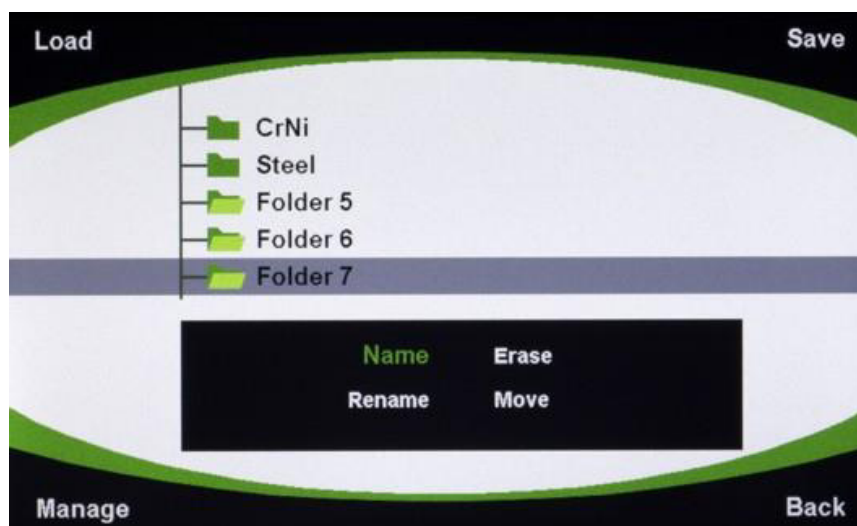 Load Save
CrNi
Steel
Folder 5
Folder 6
Folder 7
Name Erase
Rename Move
Manage Back